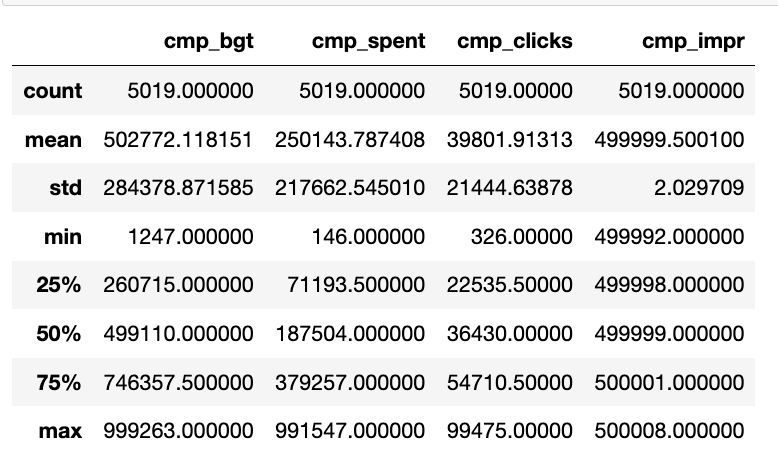 cmp_bgt cmp_spent cmp_clicks cmp_impr
count 5019.000000 5019.000000 5019.00000 5019.000000
mean 502772.118151 250143.787408 39801.91313 499999.500100
std 284378.871585 217662.545010 21444.63878 2.029709
min 1247.000000 146.000000 326.00000 499992.000000
25% 260715.000000 71193.500000 22535.50000 499998.000000
50% 499110.000000 187504.000000 36430.00000 499999.000000
75% 746357.500000 379257.000000 54710.50000 500001.000000
max 999263.000000 991547.000000 99475.00000 500008.000000